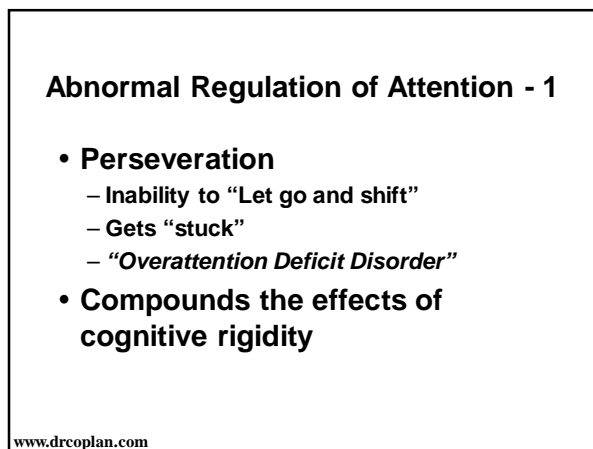 Abnormal Regulation of Attention - 1
• Perseveration
– Inability to “Let go and shift”
– Gets “stuck”
– “Overattention Deficit Disorder”
• Compounds the effects of
cognitive rigidity
www.drcoplan.com